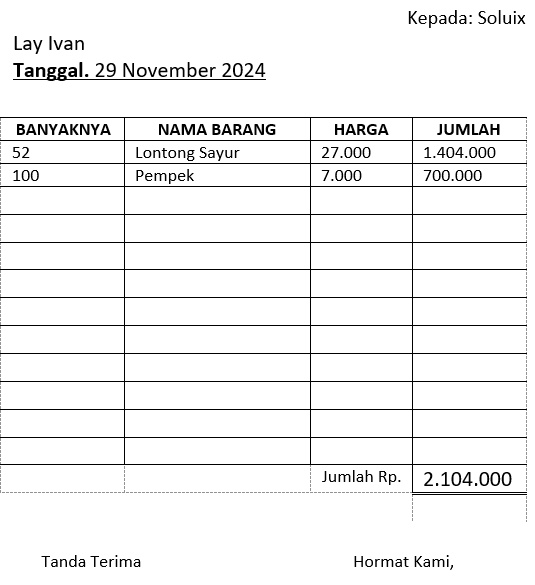 Kepada: Soluix
Lay Ivan
Tanggal. 29 November 2024
BANYAKNYA NAMA BARANG HARGA JUMLAH
52 Lontong Sayur 27.000 1.404.000
100 Pempek 7.000 700.000
Jumlah Rp. 2.104.000
Tanda Terima Hormat Kami,